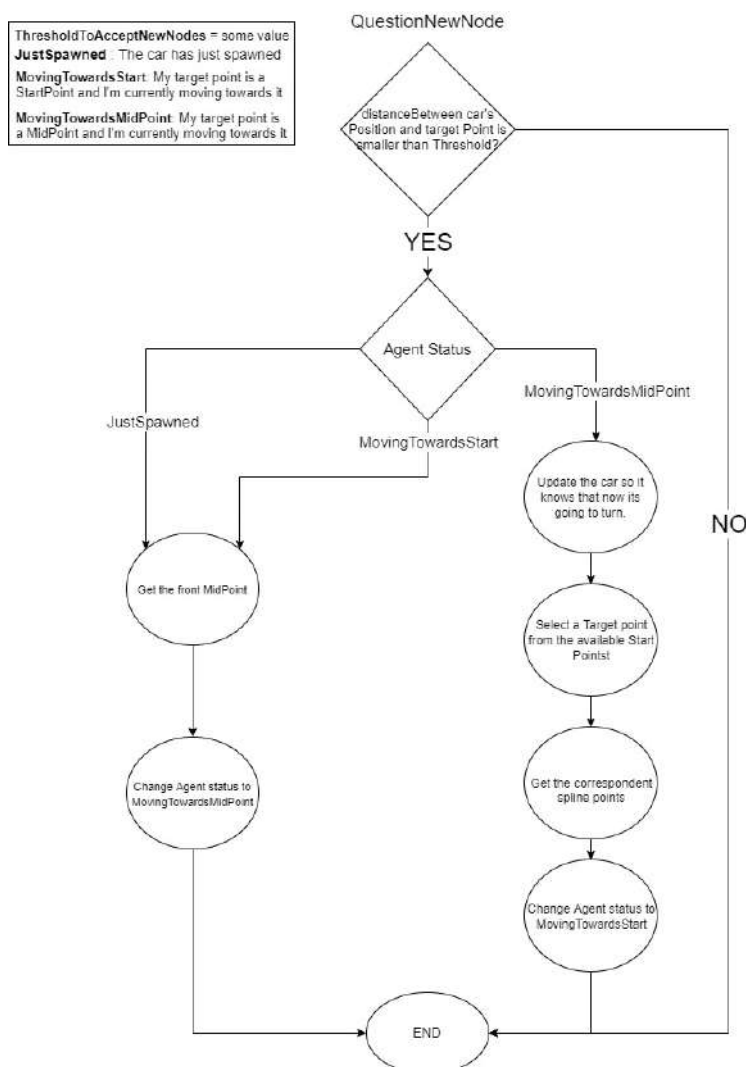 ThresholdToAcceptNewNodes = some value
JustSpawned : The car has just spawned
MovingTowardsStart: My target point is a
StartPoint and I'm currently moving towards it
MovingTowardsMidPoint: My target point is
a MidPoint and I'm currently moving towards it
QuestionNewNode
distanceBetween car's
Position and target Point is
smaller than Threshold?
YES
Agent Status
JustSpawned
MovingTowardsStart
MovingTowardsMidPoint
NO
Get the front MidPoint
Change Agent status to
MovingTowardsMidPoint
Update the car so it
knows that now its
going to turn.
Select a Target point
from the available Start
Pointst
Get the correspondent
spline points
Change Agent status to
MovingTowardsStart
END